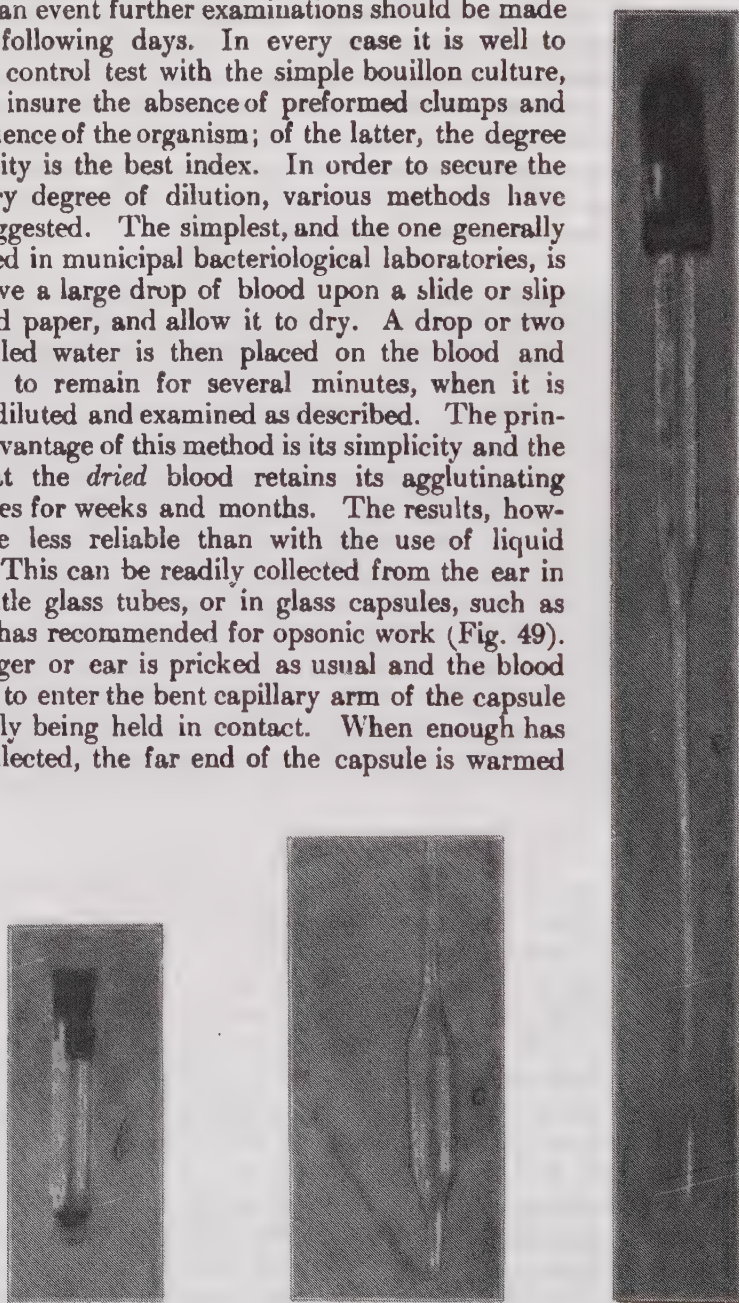 an event further examinations should be made
following days. In every case it is well to
control test with the simple bouillon culture,
insure the absence of preformed clumps and
ence of the organism; of the latter, the degree
ity is the best index. In order to secure the
ry degree of dilution, various methods have
ggested. The simplest, and the one generally
ed in municipal bacteriological laboratories, is
ve a large drop of blood upon a slide or slip
d paper, and allow it to dry. A drop or two
led water is then placed on the blood and
to remain for several minutes, when it is
diluted and examined as described. The prin-
vantage of this method is its simplicity and the
at the dried blood retains its agglutinating
es for weeks and months. The results, how-
e less reliable than with the use of liquid
This can be readily collected from the ear in
tle glass tubes, or in glass capsules, such as
has recommended for opsonic work (Fig. 49).
ger or ear is pricked as usual and the blood
to enter the bent capillary arm of the capsule
ly being held in contact. When enough has
lected, the far end of the capsule is warmed